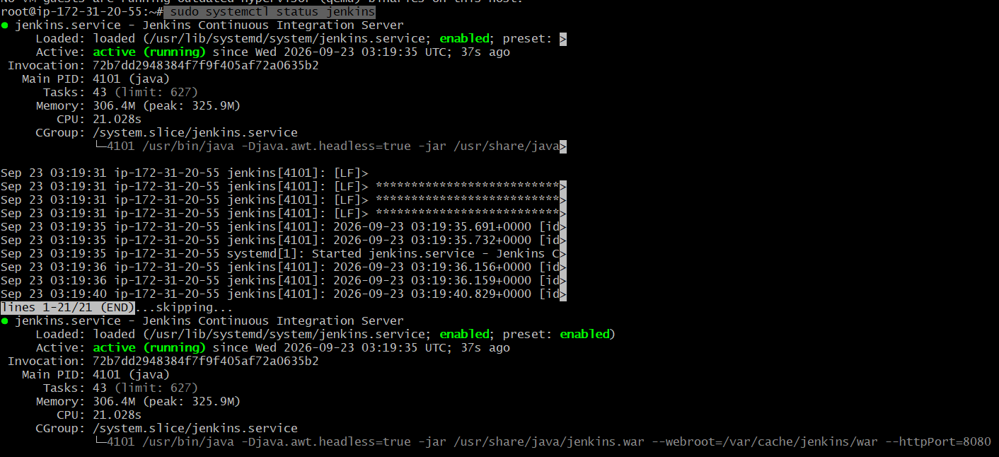 No VM guests are running outdated hypervisor (qemu) binaries on this host.
root@ip-172-31-20-55:~# sudo systemctl status jenkins
● jenkins.service - Jenkins Continuous Integration Server
     Loaded: loaded (/usr/lib/systemd/system/jenkins.service; enabled; preset: >
     Active: active (running) since Wed 2026-09-23 03:19:35 UTC; 37s ago
 Invocation: 72b7dd2948384f7f9f405af72a0635b2
   Main PID: 4101 (java)
      Tasks: 43 (limit: 627)
     Memory: 306.4M (peak: 325.9M)
        CPU: 21.028s
     CGroup: /system.slice/jenkins.service
             └─4101 /usr/bin/java -Djava.awt.headless=true -jar /usr/share/java>
Sep 23 03:19:31 ip-172-31-20-55 jenkins[4101]: [LF]>
Sep 23 03:19:31 ip-172-31-20-55 jenkins[4101]: [LF]> **************************>
Sep 23 03:19:31 ip-172-31-20-55 jenkins[4101]: [LF]> **************************>
Sep 23 03:19:31 ip-172-31-20-55 jenkins[4101]: [LF]> **************************>
Sep 23 03:19:35 ip-172-31-20-55 jenkins[4101]: 2026-09-23 03:19:35.691+0000 [id>
Sep 23 03:19:35 ip-172-31-20-55 jenkins[4101]: 2026-09-23 03:19:35.732+0000 [id>
Sep 23 03:19:35 ip-172-31-20-55 systemd[1]: Started jenkins.service - Jenkins C>
Sep 23 03:19:36 ip-172-31-20-55 jenkins[4101]: 2026-09-23 03:19:36.156+0000 [id>
Sep 23 03:19:36 ip-172-31-20-55 jenkins[4101]: 2026-09-23 03:19:36.159+0000 [id>
Sep 23 03:19:40 ip-172-31-20-55 jenkins[4101]: 2026-09-23 03:19:40.829+0000 [id>
lines 1-21/21 (END)...skipping...
● jenkins.service - Jenkins Continuous Integration Server
     Loaded: loaded (/usr/lib/systemd/system/jenkins.service; enabled; preset: enabled)
     Active: active (running) since Wed 2026-09-23 03:19:35 UTC; 37s ago
 Invocation: 72b7dd2948384f7f9f405af72a0635b2
   Main PID: 4101 (java)
      Tasks: 43 (limit: 627)
     Memory: 306.4M (peak: 325.9M)
        CPU: 21.028s
     CGroup: /system.slice/jenkins.service
             └─4101 /usr/bin/java -Djava.awt.headless=true -jar /usr/share/java/jenkins.war --webroot=/var/cache/jenkins/war --httpPort=8080